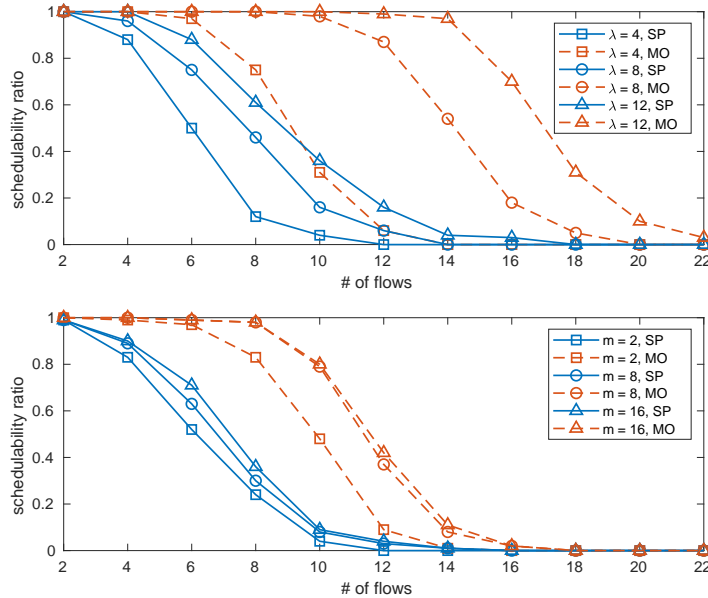 1
0.8
0.6
0.4
0.2
0
schedulability ratio
2 4 6 8 10 12 14 16 18 20 22
# of flows
λ = 4, SP
λ = 4, MO
λ = 8, SP
λ = 8, MO
λ = 12, SP
λ = 12, MO
1
0.8
0.6
0.4
0.2
0
schedulability ratio
2 4 6 8 10 12 14 16 18 20 22
# of flows
m = 2, SP
m = 2, MO
m = 8, SP
m = 8, MO
m = 16, SP
m = 16, MO